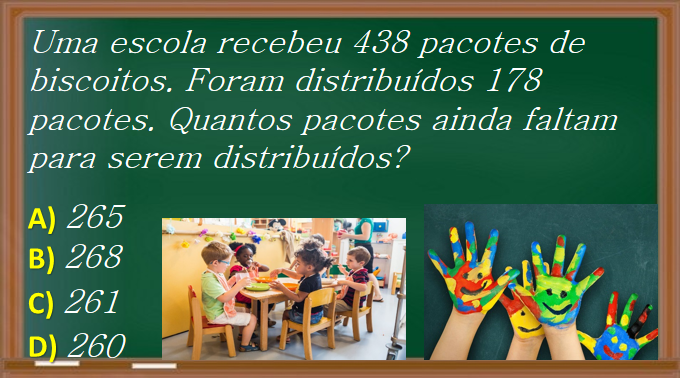 Uma escola recebeu 438 pacotes de
biscoitos. Foram distribuídos 178
pacotes. Quantos pacotes ainda faltam
para serem distribuídos?
A) 265
B) 268
C) 261
D) 260